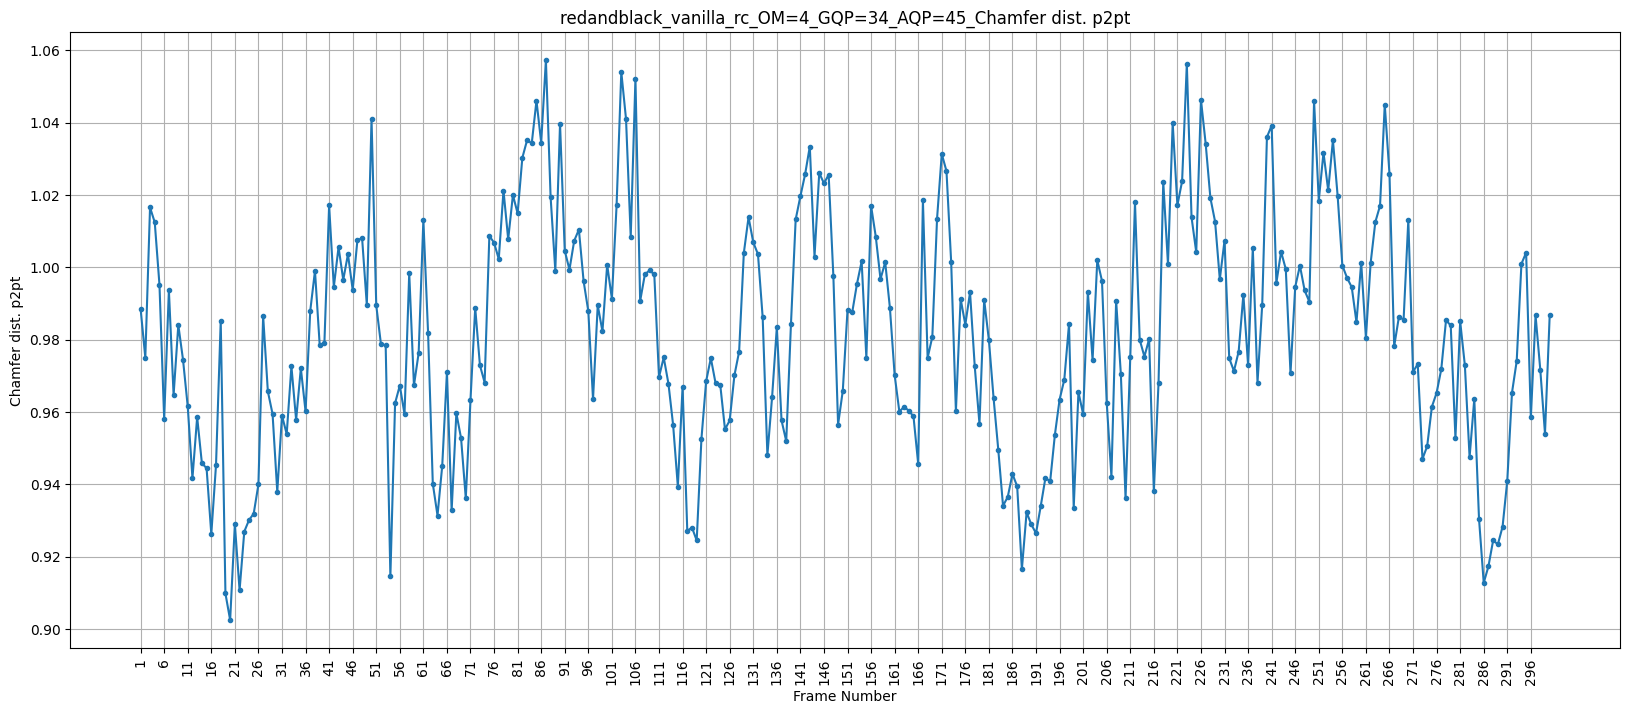 redandblack_vanilla_rc_OM=4_GQP=34_AQP=45_Chamfer dist. p2pt
Chamfer dist. p2pt
1.06
1.04
1.02
1.00
0.98
0.96
0.94
0.92
0.90
1 6 11 16 21 26 31 36 41 46 51 56 61 66 71 76 81 86 91 96 101 106 111 116 121 126 131 136 141 146 151 156 161 166 171 176 181 186 191 196 201 206 211 216 221 226 231 236 241 246 251 256 261 266 271 276 281 286 291 296
Frame Number